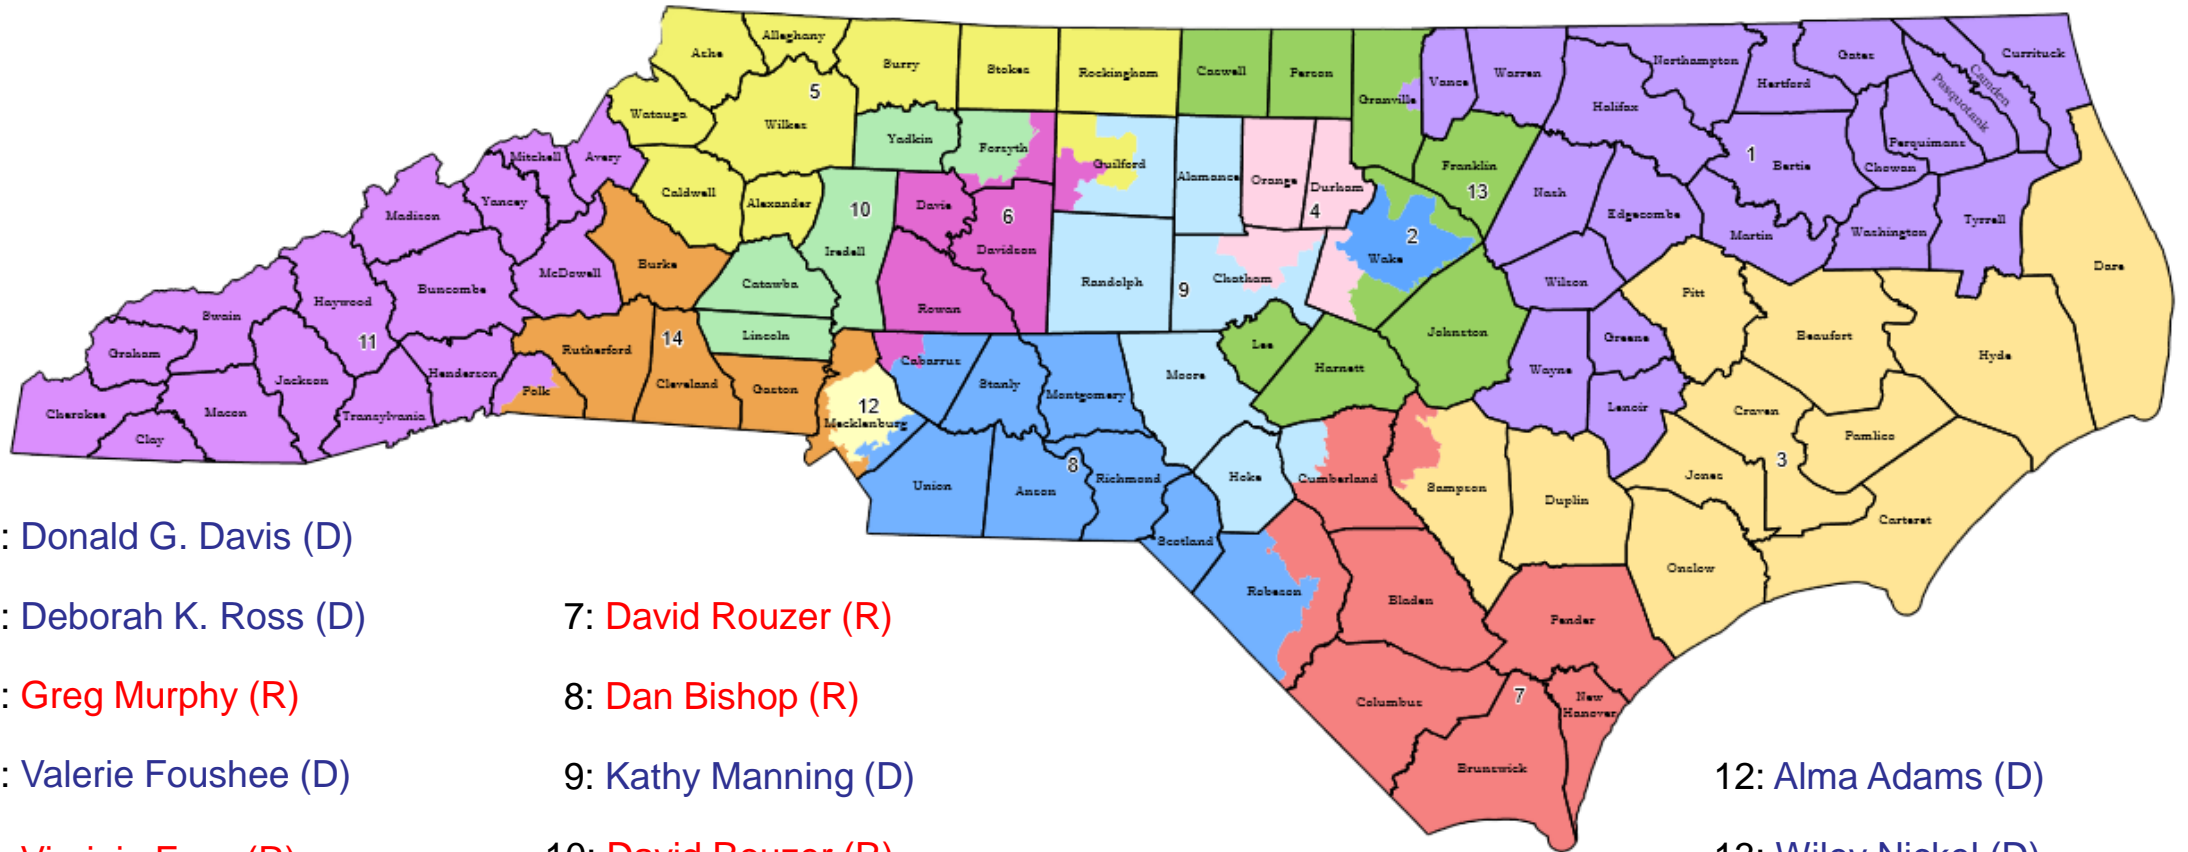 Ashe
Alleghany
Surry
Stokes
Rockingham
Caswell
Person
Granville
Vance
Warren
Northampton
Gates
Currituck
Camden
Pasquotank
Hertford
Halifax
5
Watauga
Wilkes
Yadkin
Forsyth
Guilford
Alamance
Orange
Durham
4
Franklin
13
1
Bertie
Perquimans
Chowan
Mitchell
Avery
Yancey
Madison
Caldwell
Alexander
10
Iredell
Davie
6
Davidson
Nash
Edgecombe
Martin
Washington
Tyrrell
Dare
2
Wake
Burke
McDowell
Buncombe
Haywood
Swain
Catawba
Rowan
Randolph
9
Chatham
Wilson
Pitt
Beaufort
Hyde
Graham
11
Jackson
Henderson
Rutherford
14
Lincoln
Cabarrus
Stanly
Montgomery
Moore
Lee
Harnett
Johnston
Wayne
Greene
Lenoir
Craven
Pamlico
Cherokee
Clay
Macon
Transylvania
Polk
Cleveland
Gaston
12
Mecklenburg
Union
Anson
8
Richmond
Scotland
Hoke
Cumberland
Sampson
Duplin
Jones
3
Carteret
Onslow
Robeson
Bladen
Pender
Columbus
7
New
Hanover
Brunswick
: Donald G. Davis (D)
: Deborah K. Ross (D)
: Greg Murphy (R)
: Valerie Foushee (D)
7: David Rouzer (R)
8: Dan Bishop (R)
9: Kathy Manning (D)
10: David Rouzer (R)
12: Alma Adams (D)
13: Wiley Nickel (D)